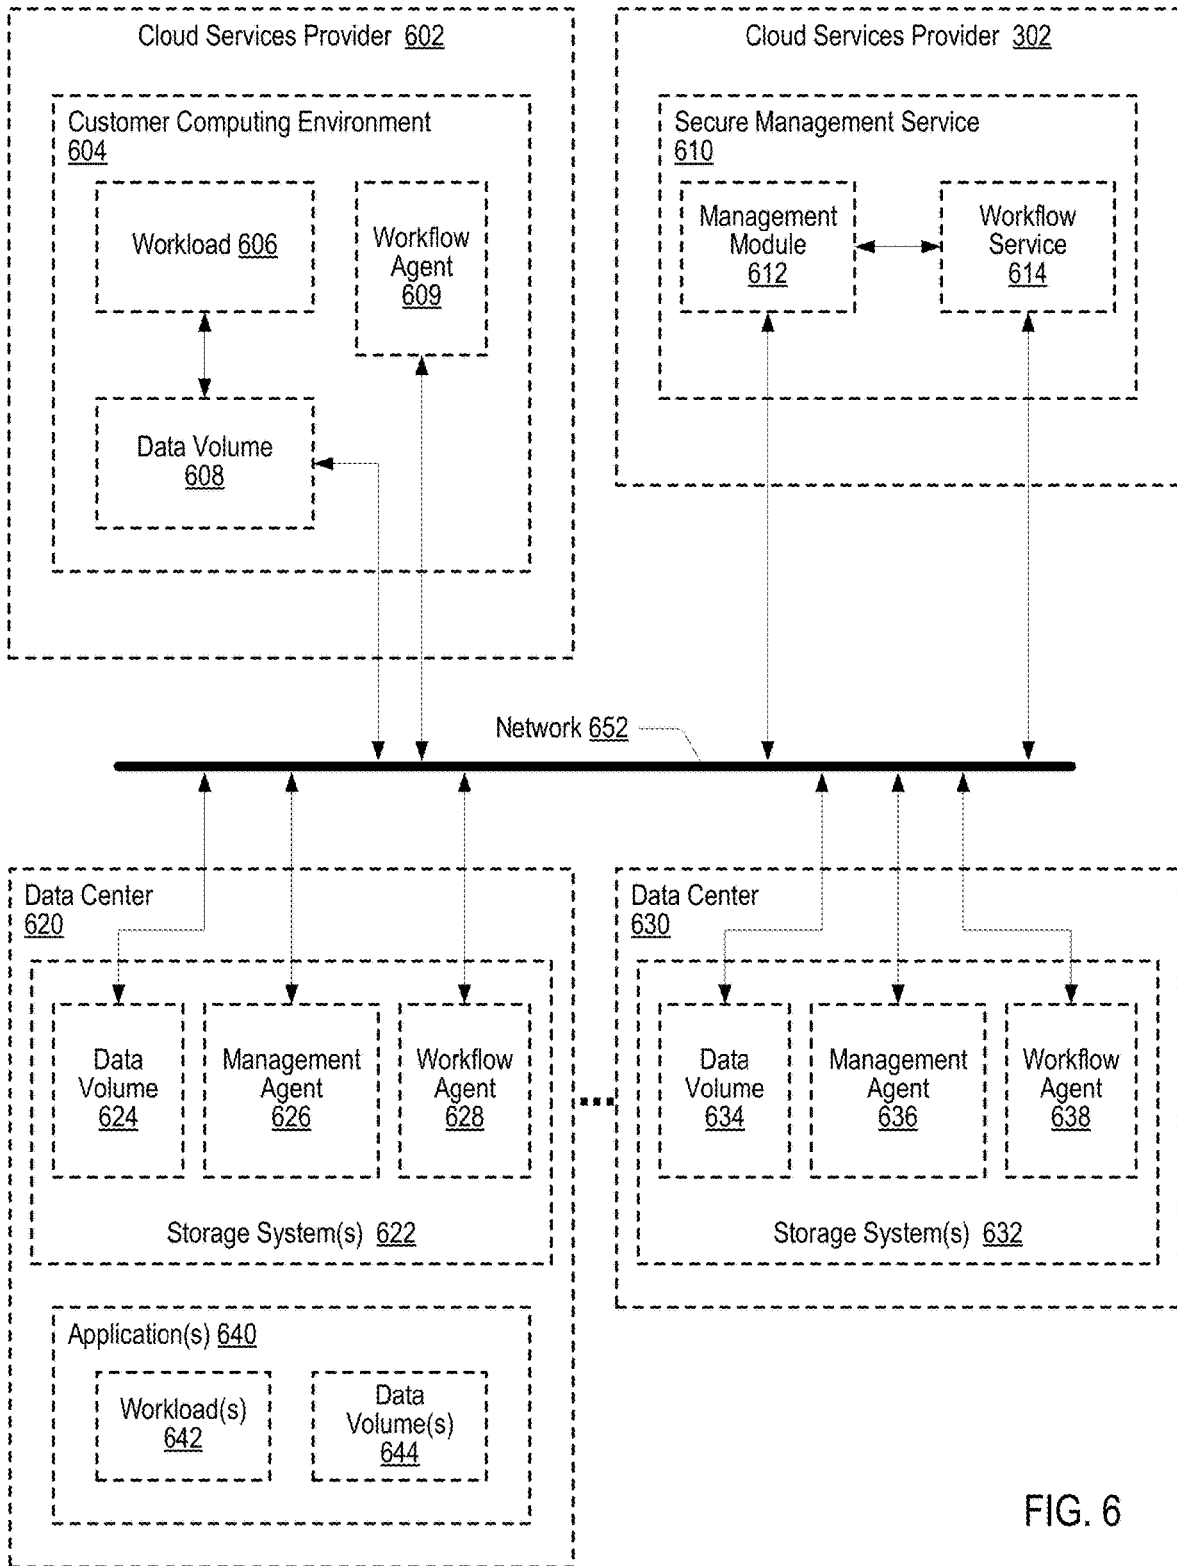 Cloud Services Provider 602
Customer Computing Environment
604
Workload 606
Workflow
Agent
609
Data Volume
608
Cloud Services Provider 302
Secure Management Service
610
Management
Module
612
Workflow
Service
614
Network 652
Data Center
620
Data
Volume
624
Management
Agent
626
Workflow
Agent
628
Storage System(s) 622
Application(s) 640
Workload(s)
642
Data
Volume(s)
644
Data Center
630
Data
Volume
634
Management
Agent
636
Workflow
Agent
638
Storage System(s) 632
FIG. 6